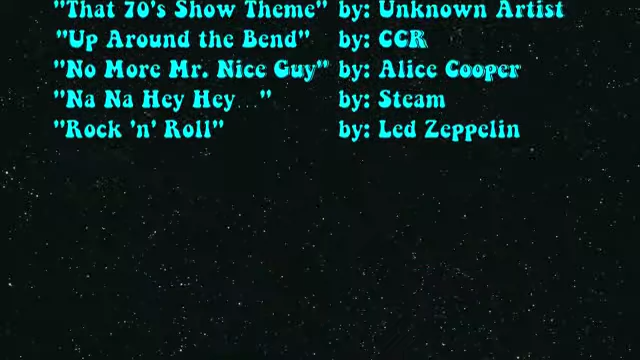 "That 70's Show Theme" by: Unknown Artist
"Up Around the Bend" by: CCR
"No More Mr. Nice Guy" by: Alice Cooper
"Na Na Hey Hey..." by: Steam
"Rock 'n' Roll" by: Led Zeppelin